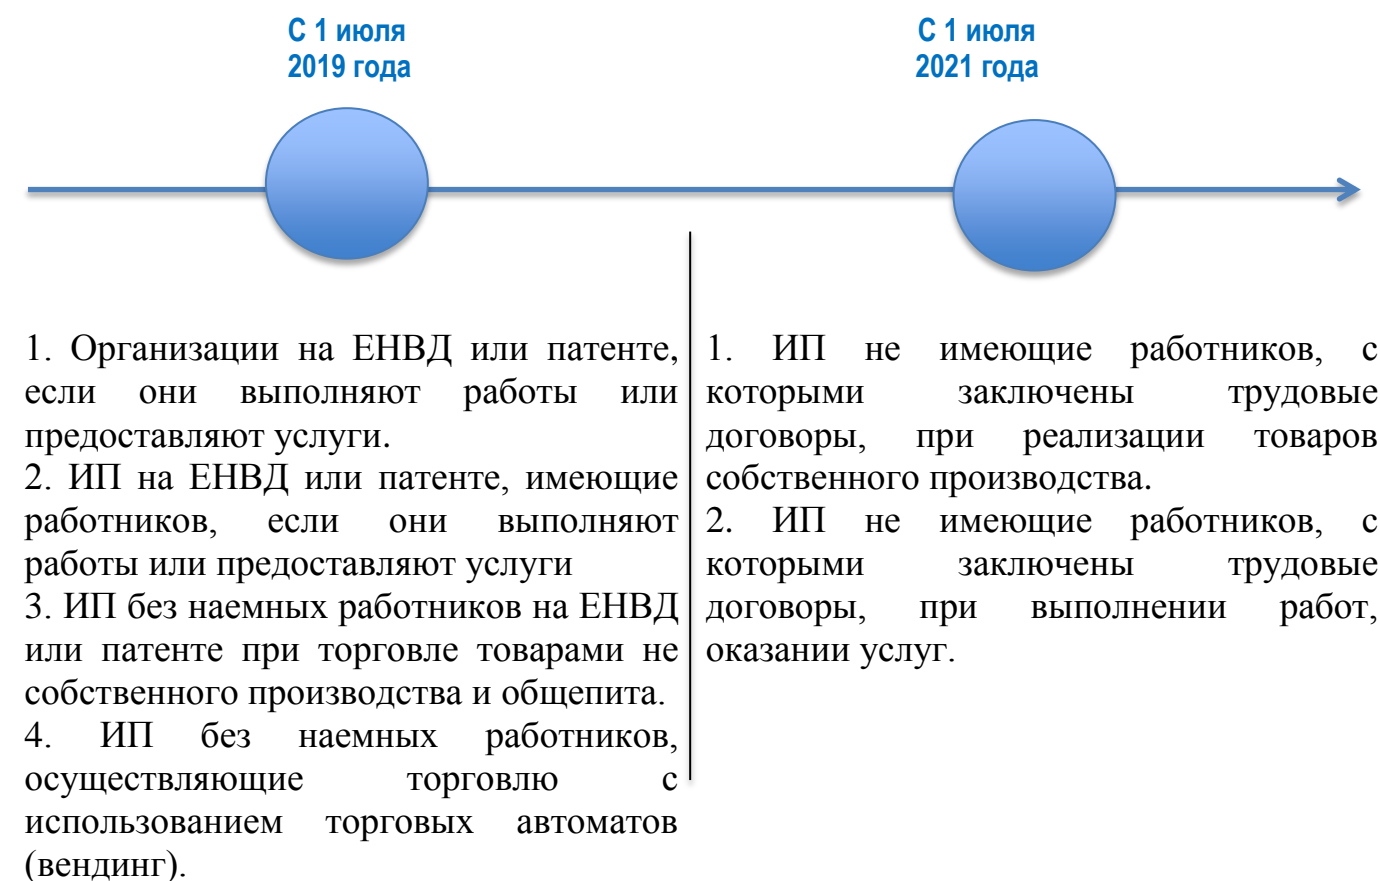 С 1 июля
2019 года
С 1 июля
2021 года
1. Организации на ЕНВД или патенте,
если они выполняют работы или
предоставляют услуги.
2. ИП на ЕНВД или патенте, имеющие
работников, если они выполняют
работы или предоставляют услуги
3. ИП без наемных работников на ЕНВД
или патенте при торговле товарами не
собственного производства и общепита.
4. ИП без наемных работников,
осуществляющие торговлю с
использованием торговых автоматов
(вендинг).
1. ИП не имеющие работников, с
которыми заключены трудовые
договоры, при реализации товаров
собственного производства.
2. ИП не имеющие работников, с
которыми заключены трудовые
договоры, при выполнении работ,
оказании услуг.